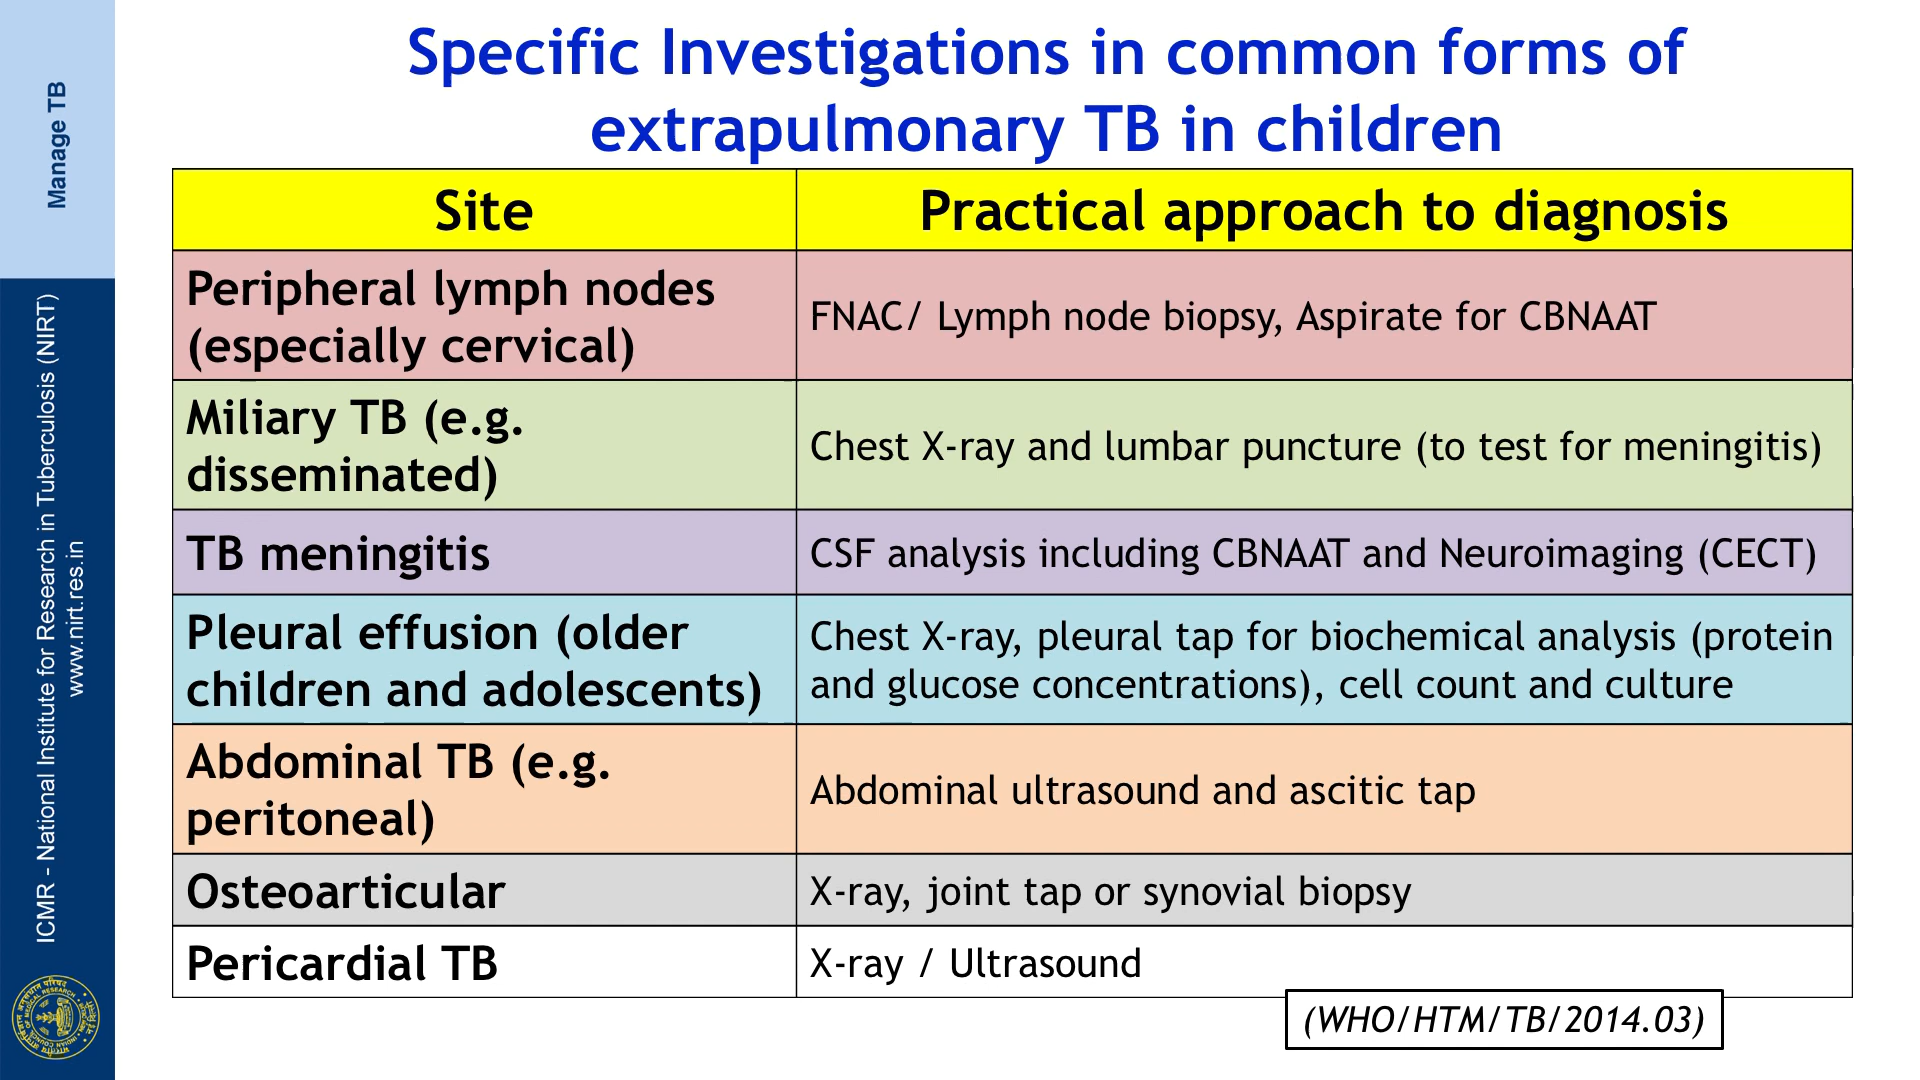 Manage TB
ICMR - National Institute for Research in Tuberculosis (NIRT)
www.nirt.res.in
Specific Investigations in common forms of
extrapulmonary TB in children
Site
Practical approach to diagnosis
Peripheral lymph nodes
(especially cervical)
FNAC/ Lymph node biopsy, Aspirate for CBNAAT
Miliary TB (e.g.
disseminated)
Chest X-ray and lumbar puncture (to test for meningitis)
TB meningitis
CSF analysis including CBNAAT and Neuroimaging (CECT)
Pleural effusion (older
children and adolescents)
Chest X-ray, pleural tap for biochemical analysis (protein
and glucose concentrations), cell count and culture
Abdominal TB (e.g.
peritoneal)
Abdominal ultrasound and ascitic tap
Osteoarticular
X-ray, joint tap or synovial biopsy
Pericardial TB
X-ray / Ultrasound
(WHO/HTM/TB/2014.03)